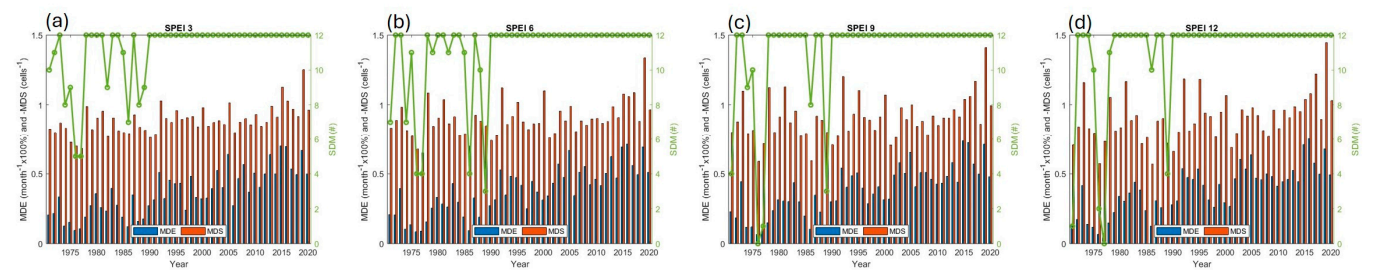 (a)
SPEI 3
MDE (month⁻¹x100%; and -MDS (cells⁻¹)
1.5
1
0.5
0
12
10
8
6
4
2
0
SDM (#)
1975 1980 1985 1990 1995 2000 2005 2010 2015 2020
Year
MDE MDS
(b)
SPEI 6
MDE (month⁻¹x100%; and -MDS (cells⁻¹)
1.5
1
0.5
0
12
10
8
6
4
2
0
SDM (#)
1975 1980 1985 1990 1995 2000 2005 2010 2015 2020
Year
MDE MDS
(c)
SPEI 9
MDE (month⁻¹x100%; and -MDS (cells⁻¹)
1.5
1
0.5
0
12
10
8
6
4
2
0
SDM (#)
1975 1980 1985 1990 1995 2000 2005 2010 2015 2020
Year
MDE MDS
(d)
SPEI 12
MDE (month⁻¹x100%; and -MDS (cells⁻¹)
1.5
1
0.5
0
12
10
8
6
4
2
0
SDM (#)
1975 1980 1985 1990 1995 2000 2005 2010 2015 2020
Year
MDE MDS